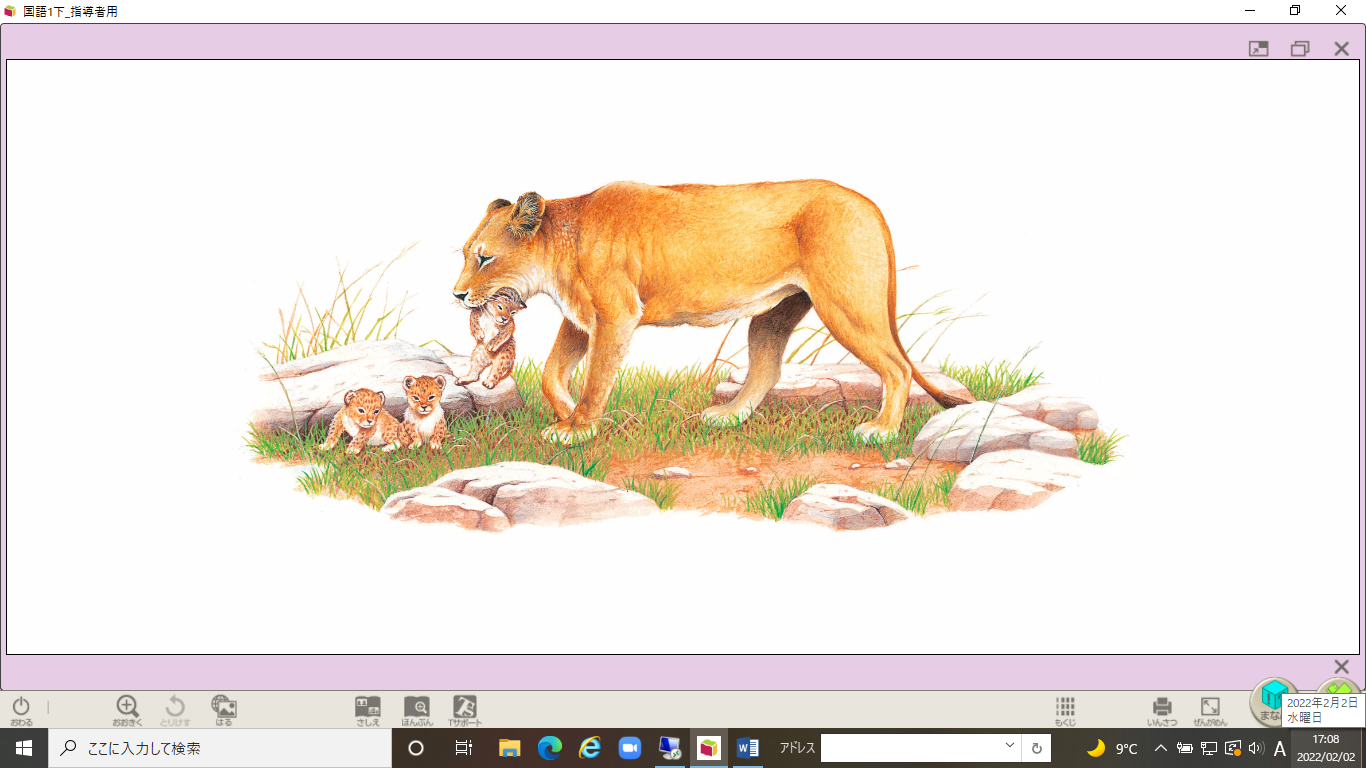 国語1下_指導者用
おわる
おおきく
とりけす
はる
さしえ
ほんぶん
Tサポート
もくじ
いんさつ
ぜんがめん
まな
2022年2月2日
水曜日
ここに入力して検索
アドレス
9°C
A
17:08
2022/02/02